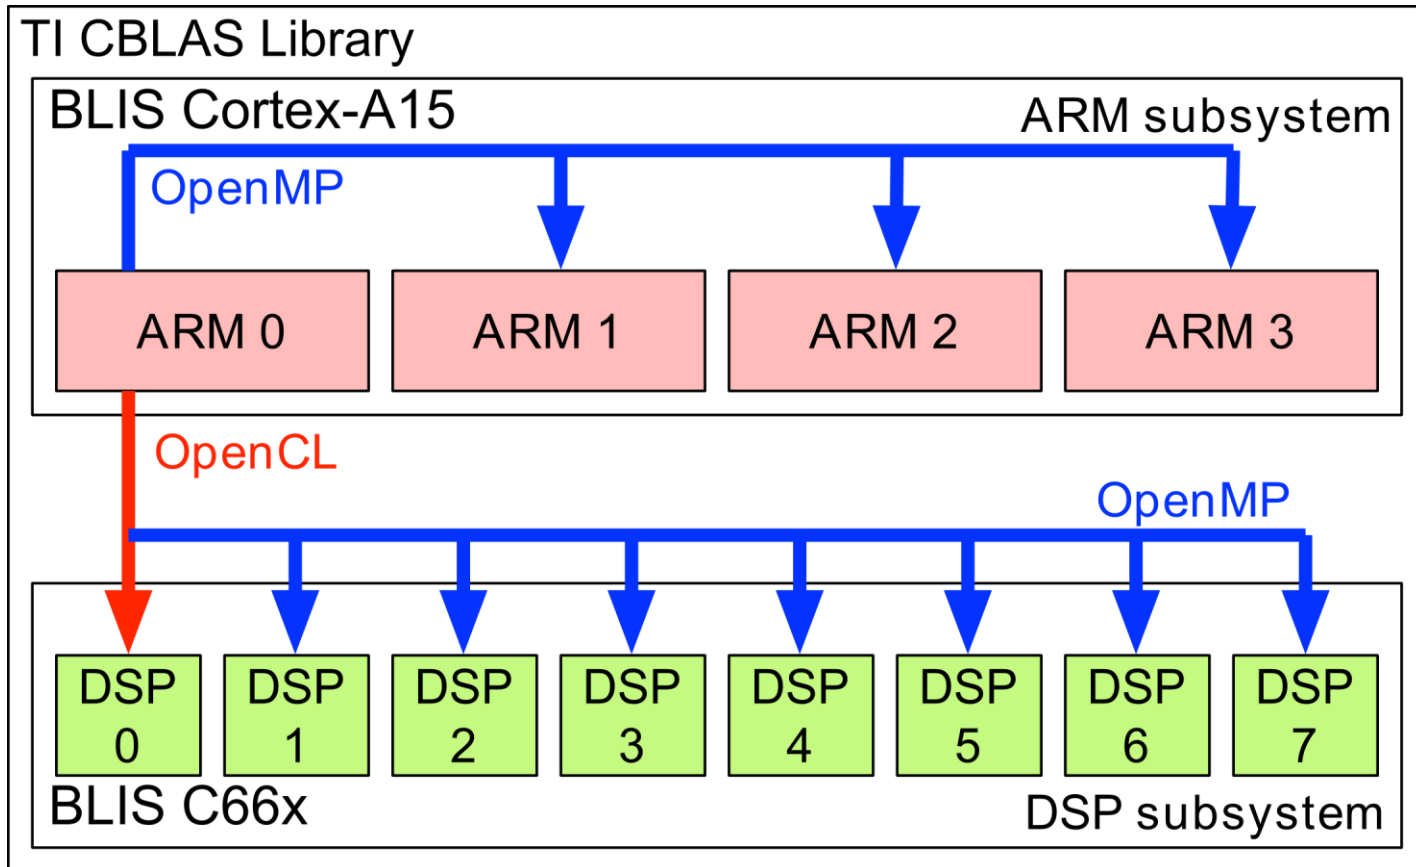 TI CBLAS Library
BLIS Cortex-A15
ARM subsystem
OpenMP
ARM 0
ARM 1
ARM 2
ARM 3
OpenCL
OpenMP
DSP
0
DSP
1
DSP
2
DSP
3
DSP
4
DSP
5
DSP
6
DSP
7
BLIS C66x
DSP subsystem